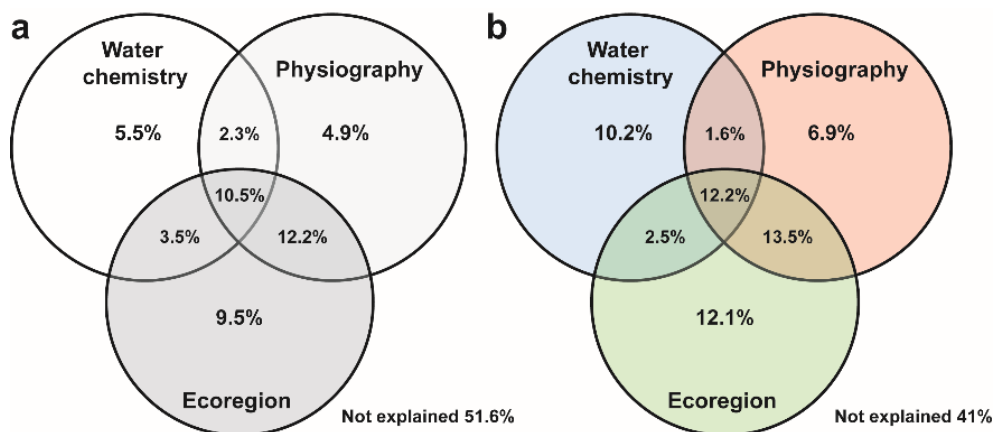 a
Water
chemistry
Physiography
5.5%
2.3%
4.9%
10.5%
3.5%
12.2%
9.5%
Ecoregion
Not explained 51.6%
b
Water
chemistry
Physiography
10.2%
1.6%
6.9%
12.2%
2.5%
13.5%
12.1%
Ecoregion
Not explained 41%